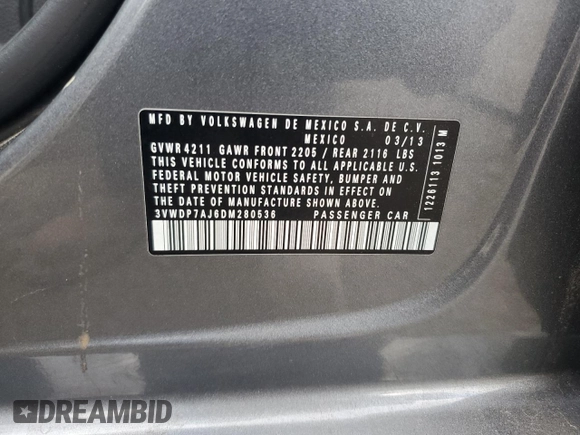 MFD BY VOLKSWAGEN DE MEXICO S.A. DE C.V.
MEXICO 03/13
GVWR 4211 GAWR FRONT 2205 / REAR 2116 LBS
THIS VEHICLE CONFORMS TO ALL APPLICABLE U.S.
FEDERAL MOTOR VEHICLE SAFETY, BUMPER AND
THEFT PREVENTION STANDARDS IN EFFECT ON
THE DATE OF MANUFACTURE SHOWN ABOVE.
3VWDP7AJ6DM280536 PASSENGER CAR
1226113 1013 M
DREAMBID